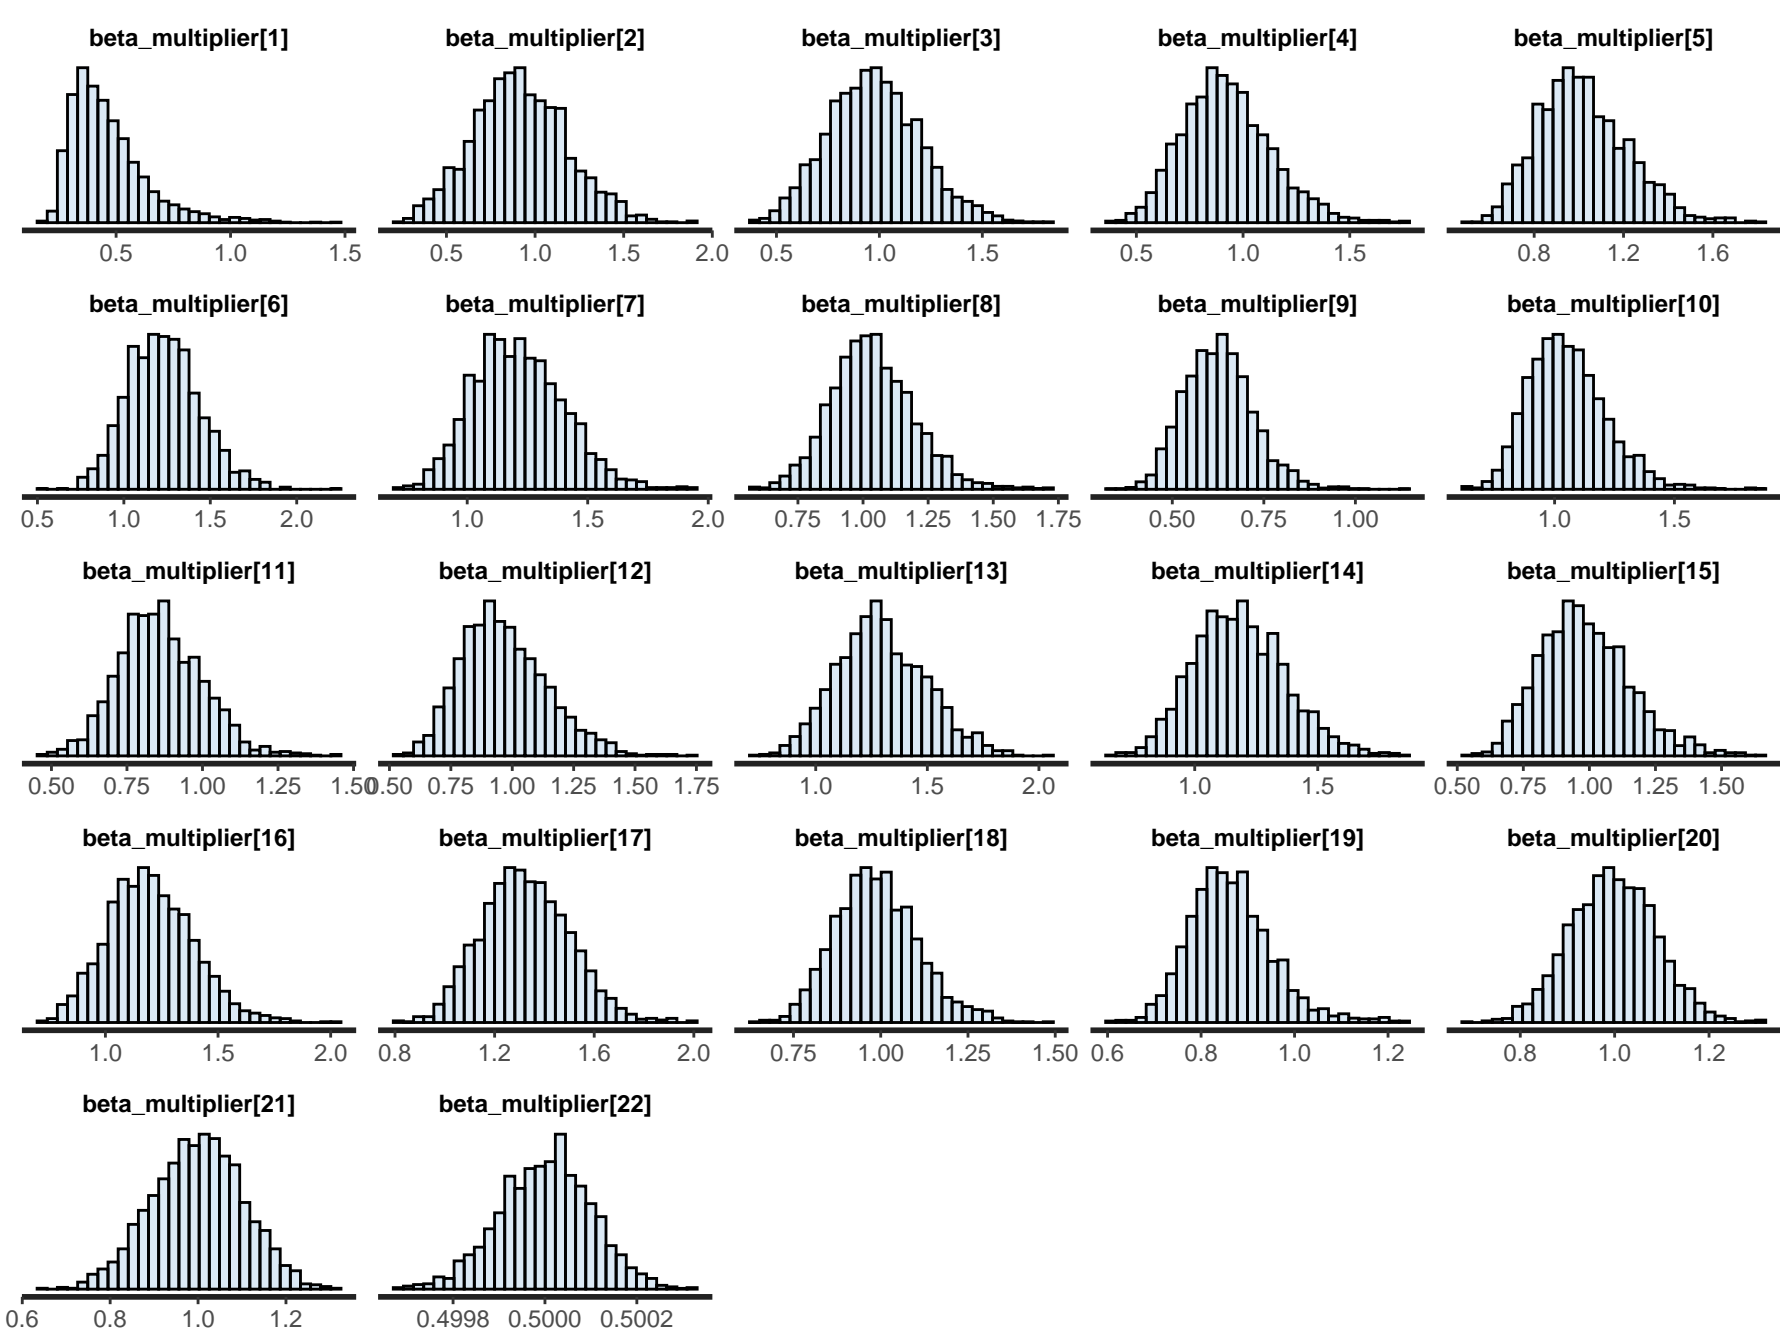 beta_multiplier[1] beta_multiplier[2] beta_multiplier[3] beta_multiplier[4] beta_multiplier[5]
0.5 1.0 1.5 0.5 1.0 1.5 2.0 0.5 1.0 1.5 0.5 1.0 1.5 0.8 1.2 1.6
beta_multiplier[6] beta_multiplier[7] beta_multiplier[8] beta_multiplier[9] beta_multiplier[10]
0.5 1.0 1.5 2.0 1.0 1.5 2.0 0.75 1.00 1.25 1.50 1.75 0.50 0.75 1.00 1.0 1.5
beta_multiplier[11] beta_multiplier[12] beta_multiplier[13] beta_multiplier[14] beta_multiplier[15]
0.50 0.75 1.00 1.25 1.50 0.50 0.75 1.00 1.25 1.50 1.75 1.0 1.5 2.0 1.0 1.5 0.50 0.75 1.00 1.25 1.50
beta_multiplier[16] beta_multiplier[17] beta_multiplier[18] beta_multiplier[19] beta_multiplier[20]
1.0 1.5 2.0 0.8 1.2 1.6 2.0 0.75 1.00 1.25 1.50 0.6 0.8 1.0 1.2 0.8 1.0 1.2
beta_multiplier[21] beta_multiplier[22]
0.6 0.8 1.0 1.2 0.4998 0.5000 0.5002